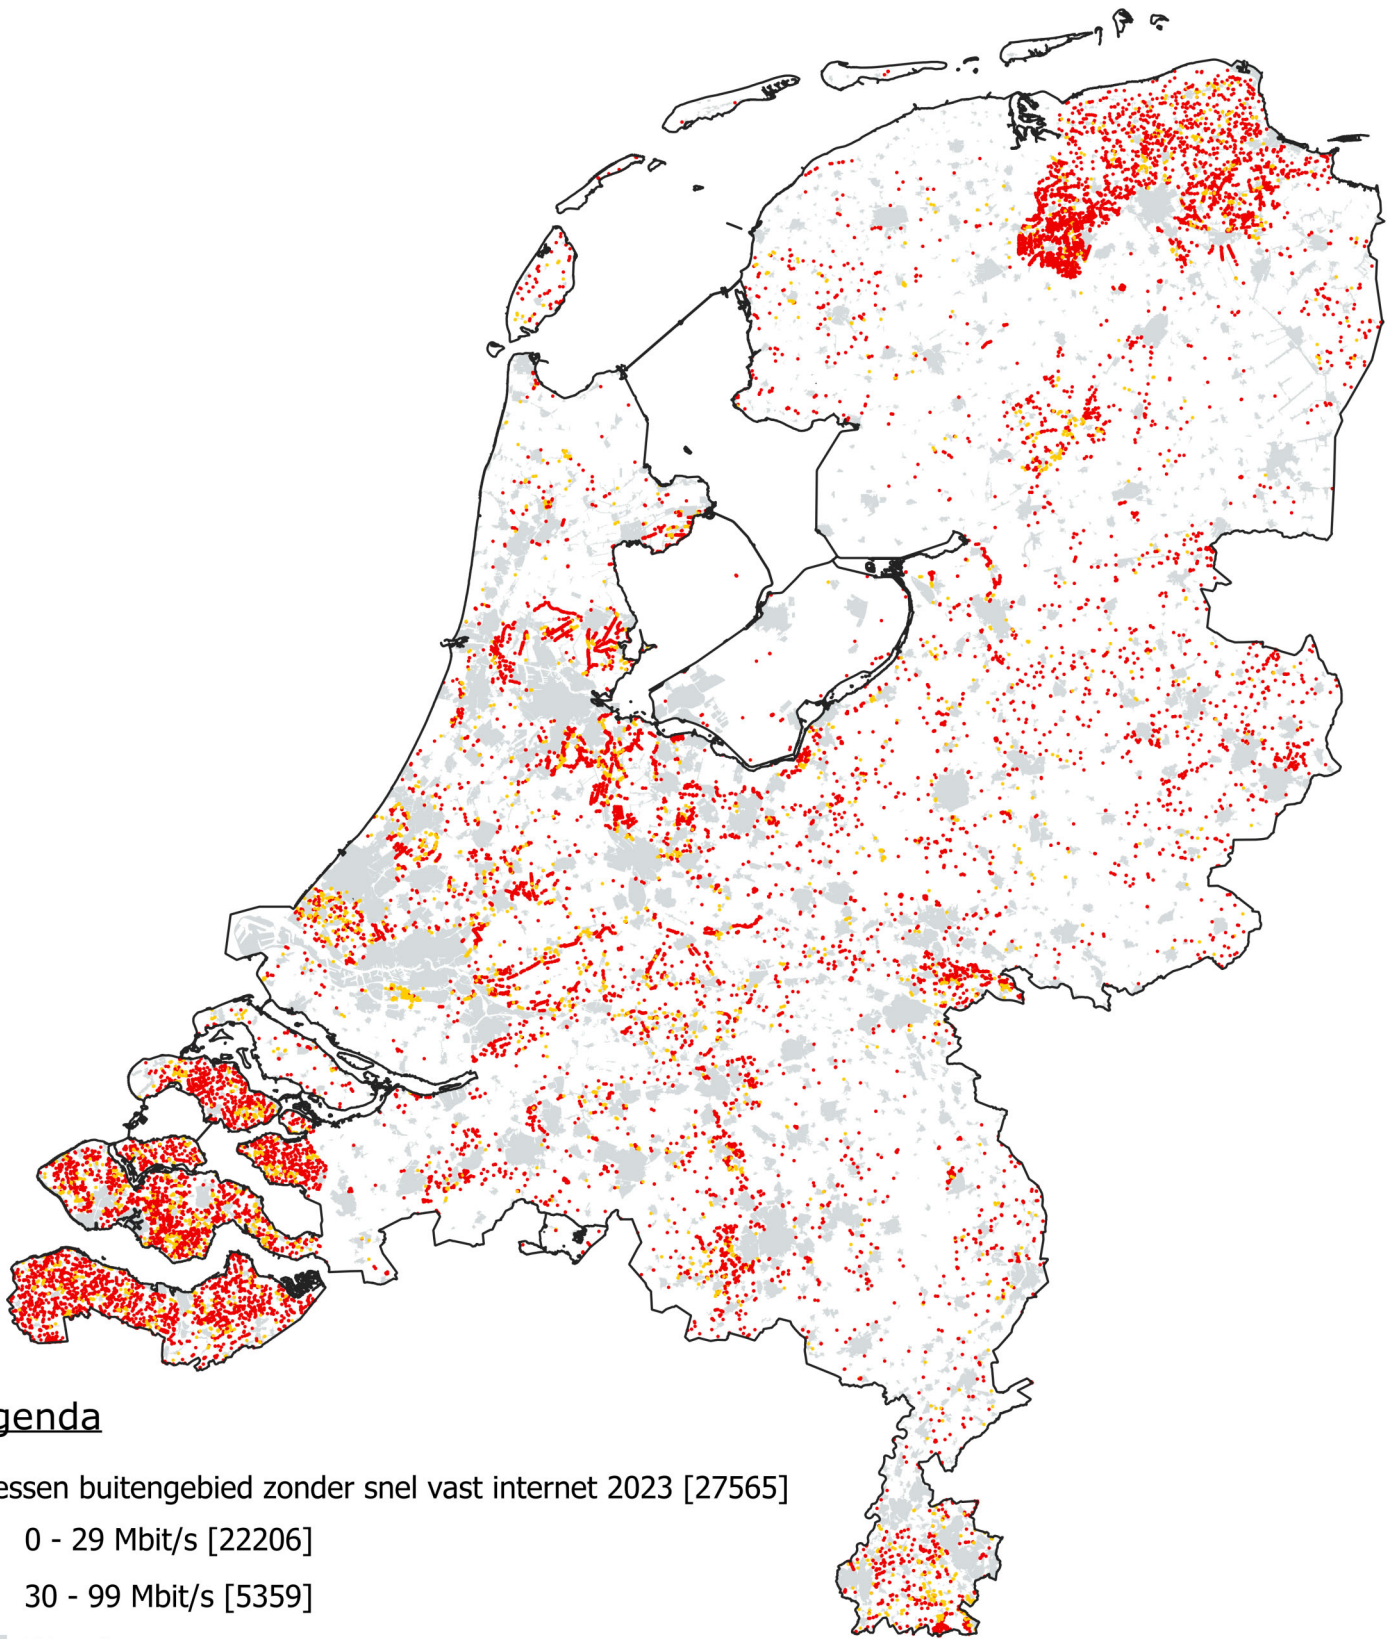 genda
essen buitengebied zonder snel vast internet 2023 [27565]
0 - 29 Mbit/s [22206]
30 - 99 Mbit/s [5359]